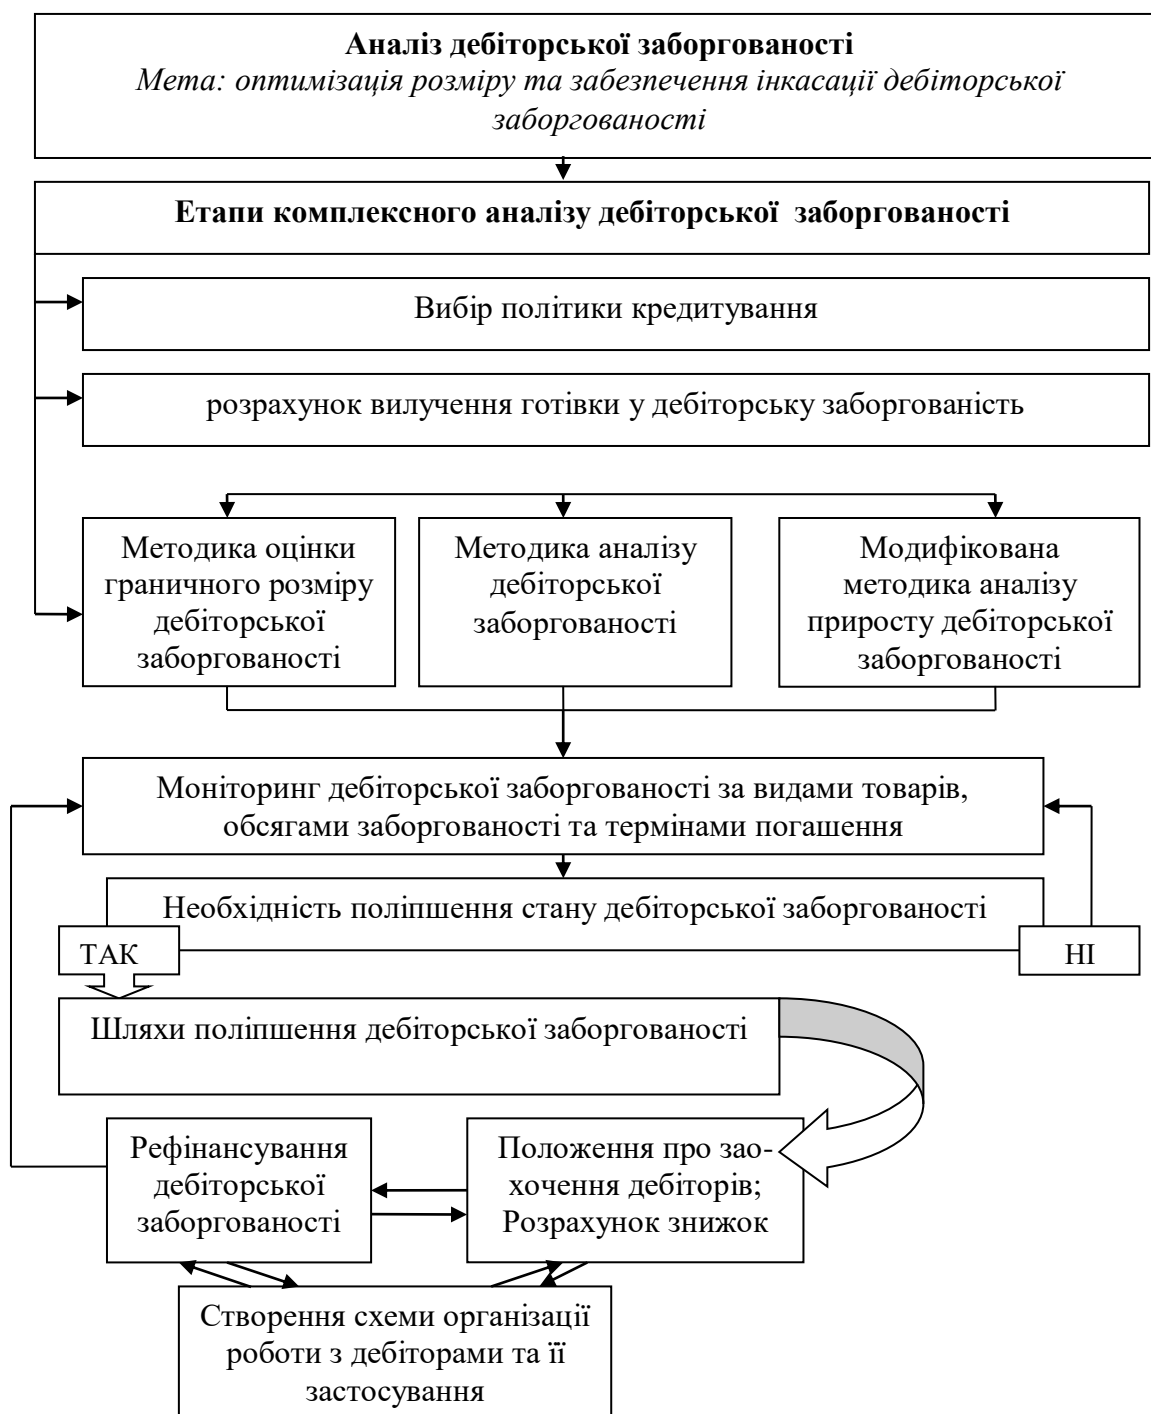 Аналіз дебіторської заборгованості
Мета: оптимізація розміру та забезпечення інкасації дебіторської
заборгованості
Етапи комплексного аналізу дебіторської заборгованості
Вибір політики кредитування
розрахунок вилучення готівки у дебіторську заборгованість
Методика оцінки
граничного розміру
дебіторської
заборгованості
Методика аналізу
дебіторської
заборгованості
Модифікована
методика аналізу
приросту дебіторської
заборгованості
Моніторинг дебіторської заборгованості за видами товарів,
обсягами заборгованості та термінами погашення
Необхідність поліпшення стану дебіторської заборгованості
ТАК
НІ
Шляхи поліпшення дебіторської заборгованості
Рефінансування
дебіторської
заборгованості
Положення про зао-
хочення дебіторів;
Розрахунок знижок
Створення схеми організації
роботи з дебіторами та її
застосування